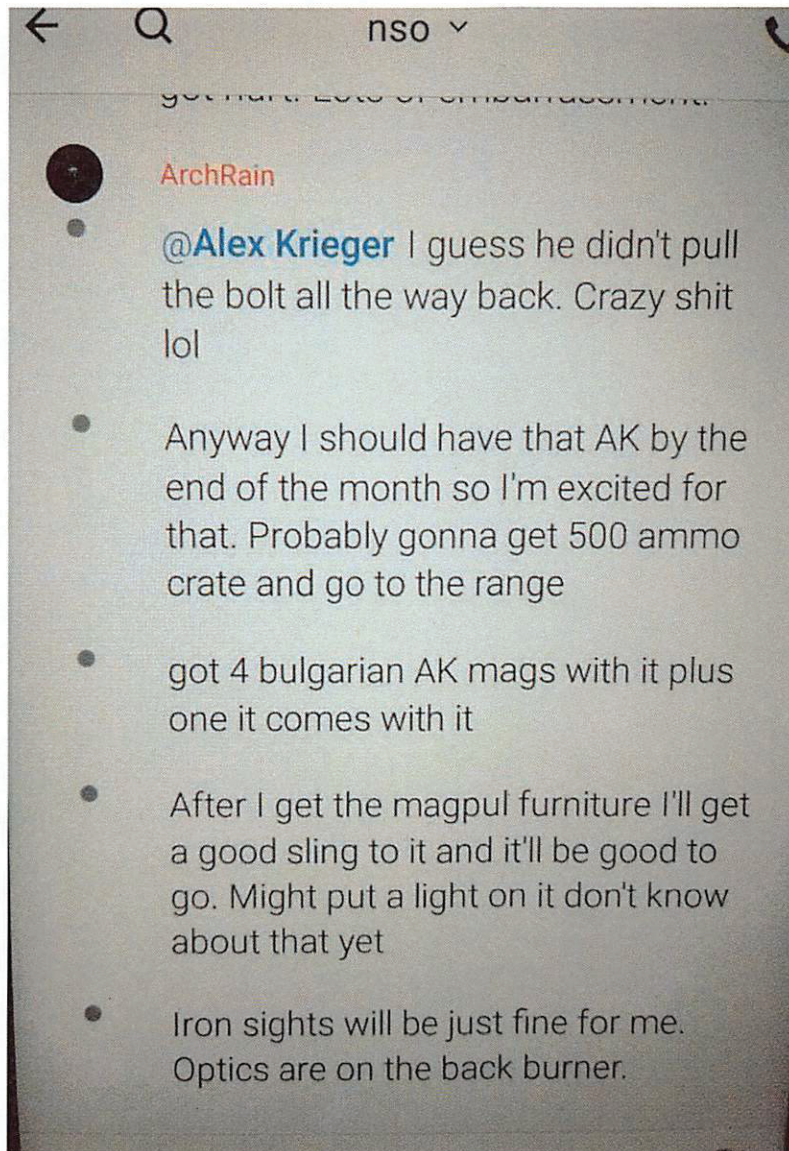 nso
ArchRain
@Alex Krieger I guess he didn't pull
the bolt all the way back. Crazy shit
lol
Anyway I should have that AK by the
end of the month so I'm excited for
that. Probably gonna get 500 ammo
crate and go to the range
got 4 bulgarian AK mags with it plus
one it comes with it
After I get the magpul furniture I'll get
a good sling to it and it'll be good to
go. Might put a light on it don't know
about that yet
Iron sights will be just fine for me.
Optics are on the back burner.